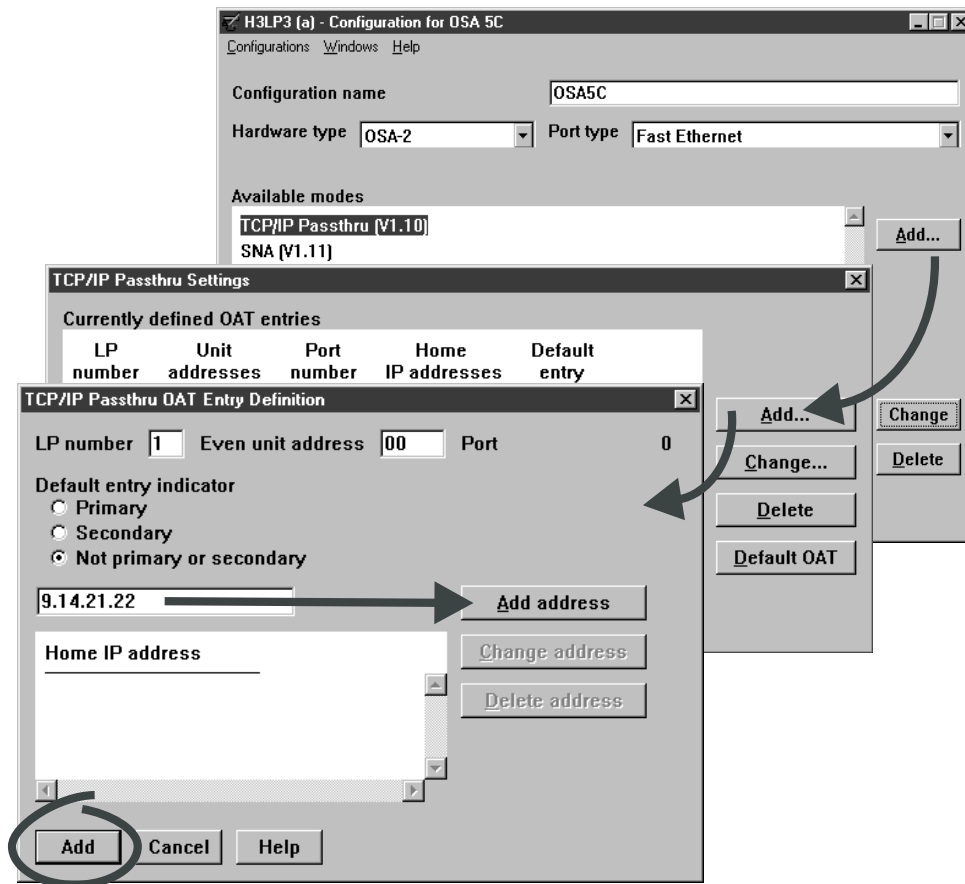 H3LP3 (a) - Configuration for OSA 5C
Configurations Windows Help
Configuration name OSA5C
Hardware type OSA-2 Port type Fast Ethernet
Available modes
TCP/IP Passthru (V1.10)
SNA (V1.11)
Add...
Change
Delete
TCP/IP Passthru Settings
Currently defined OAT entries
LP number
Unit addresses
Port number
Home IP addresses
Default entry
Add...
Change...
Delete
Default OAT
TCP/IP Passthru OAT Entry Definition
LP number 1 Even unit address 00 Port 0
Default entry indicator
Primary
Secondary
Not primary or secondary
9.14.21.22
Add address
Home IP address
Change address
Delete address
Add Cancel Help